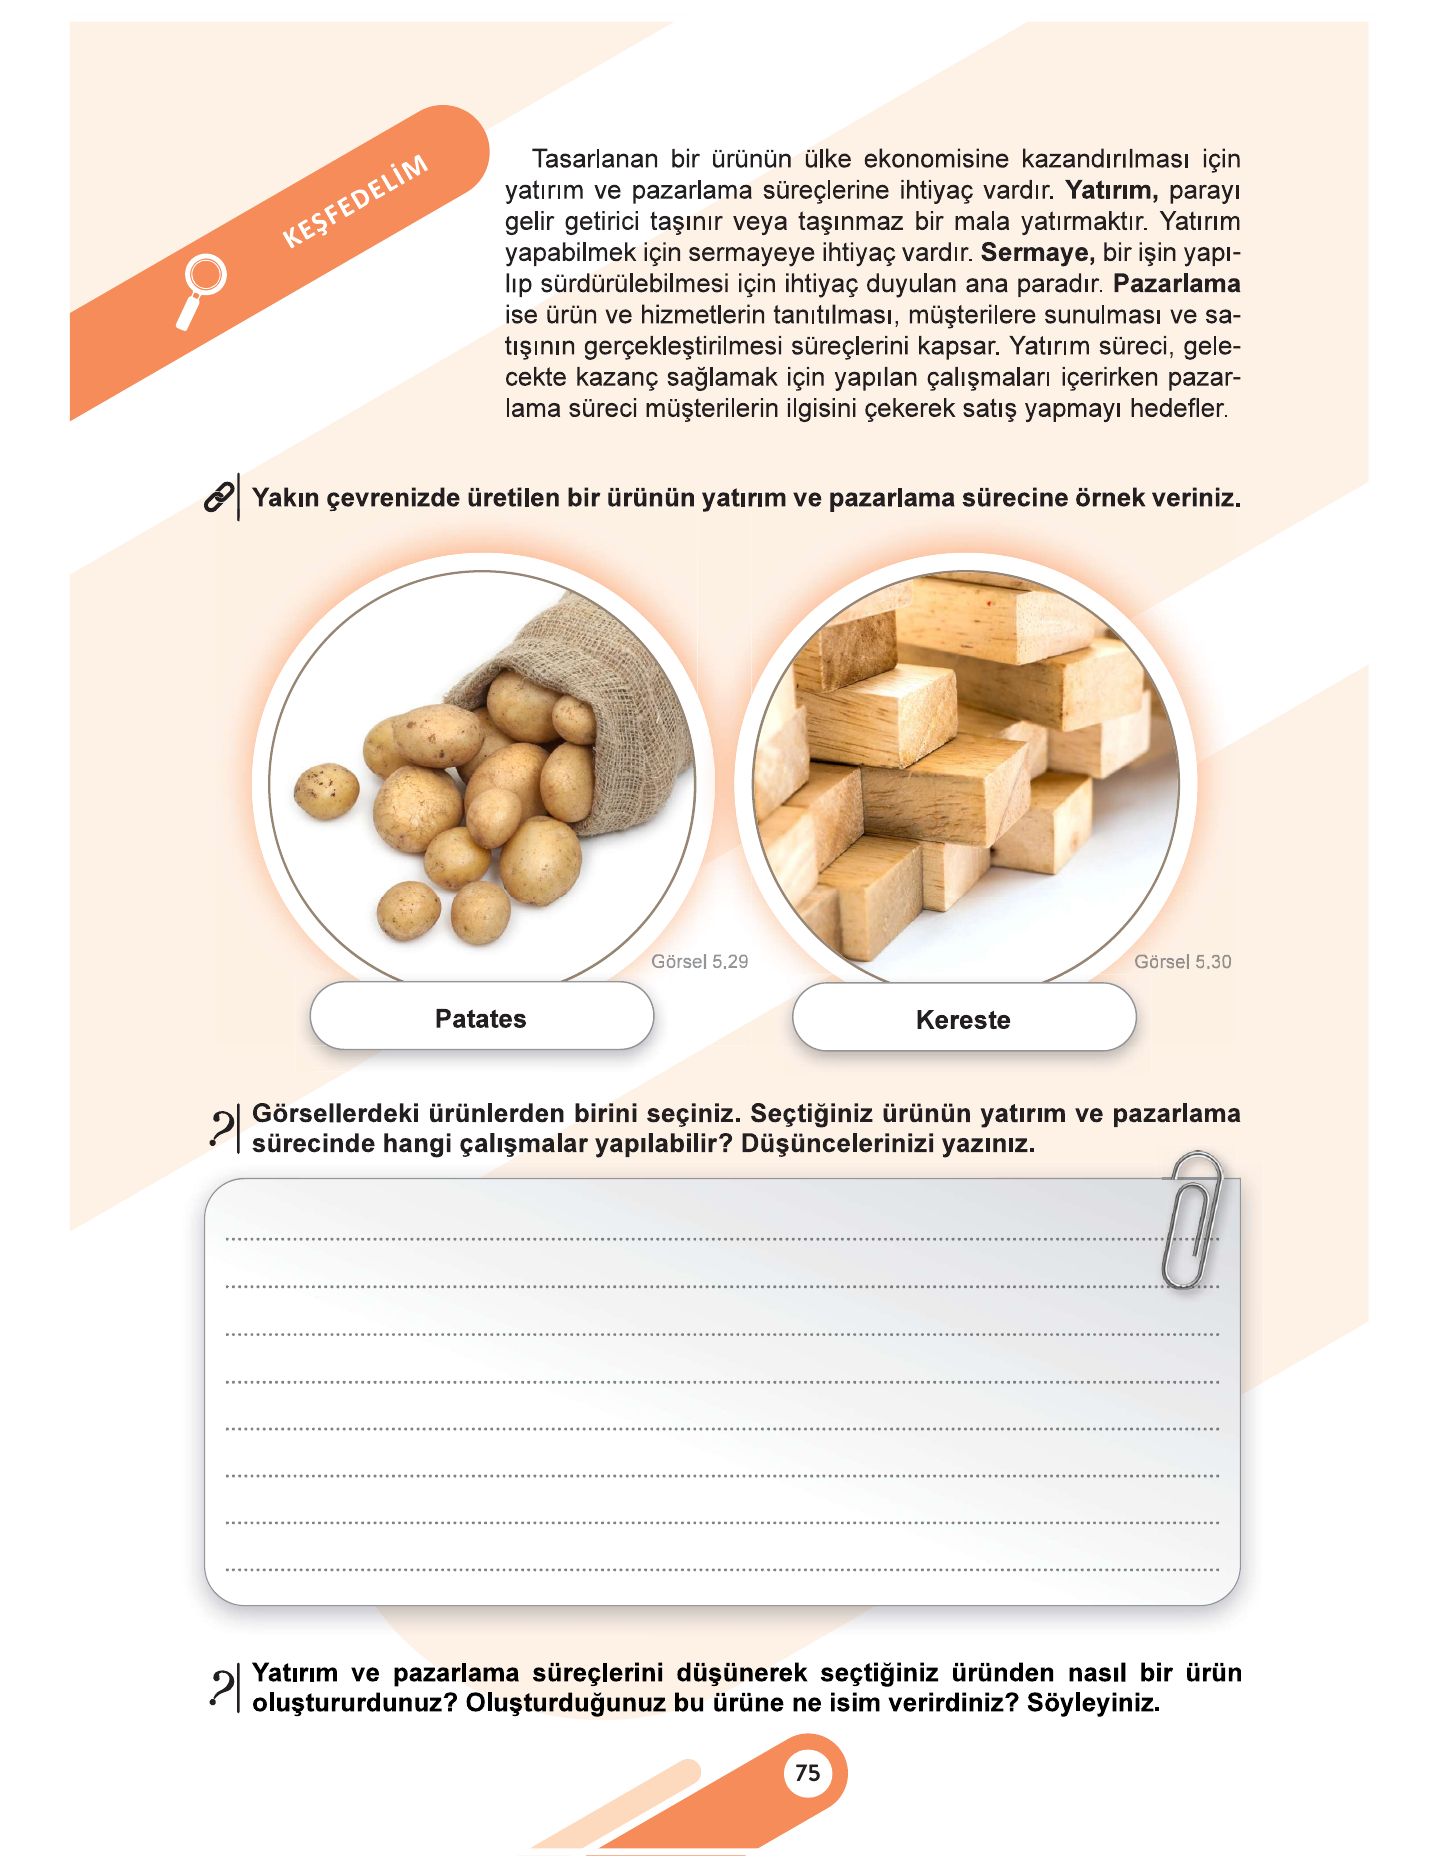 KEŞFEDELİM
Tasarlanan bir ürünün ülke ekonomisine kazandırılması için
yatırım ve pazarlama süreçlerine ihtiyaç vardır. Yatırım, parayı
gelir getirici taşınır veya taşınmaz bir mala yatırmaktır. Yatırım
yapabilmek için sermayeye ihtiyaç vardır. Sermaye, bir işin yapı-
lıp sürdürülebilmesi için ihtiyaç duyulan ana paradır. Pazarlama
ise ürün ve hizmetlerin tanıtılması, müşterilere sunulması ve sa-
tışının gerçekleştirilmesi süreçlerini kapsar. Yatırım süreci, gele-
cekte kazanç sağlamak için yapılan çalışmaları içerirken pazar-
lama süreci müşterilerin ilgisini çekerek satış yapmayı hedefler.
Yakın çevrenizde üretilen bir ürünün yatırım ve pazarlama sürecine örnek veriniz.
Görsel 5.29
Görsel 5.30
Patates
Kereste
? Görsellerdeki ürünlerden birini seçiniz. Seçtiğiniz ürünün yatırım ve pazarlama
sürecinde hangi çalışmalar yapılabilir? Düşüncelerinizi yazınız.
? Yatırım ve pazarlama süreçlerini düşünerek seçtiğiniz üründen nasıl bir ürün
oluştururdunuz? Oluşturduğunuz bu ürüne ne isim verirdiniz? Söyleyiniz.
75